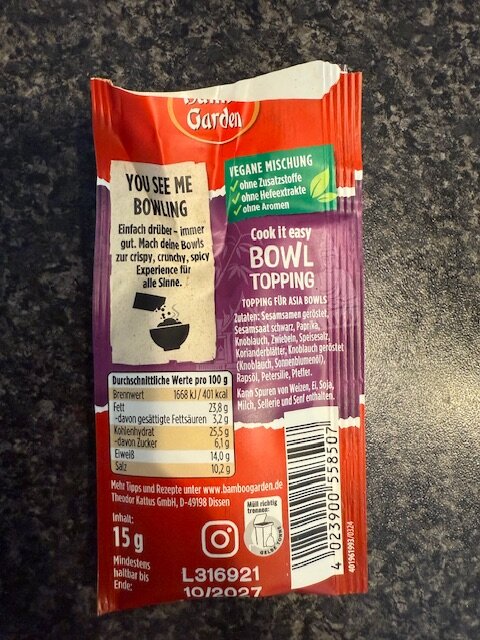 Garden
YOU SEE ME
BOWLING
Einfach drüber – immer
gut. Mach deine Bowls
zur crispy, crunchy, spicy
Experience für
alle Sinne.
VEGANE MISCHUNG
ohne Zusatzstoffe
ohne Hefeextrakte
ohne Aromen
Cook it easy
BOWL
TOPPING
TOPPING FÜR ASIA BOWLS
Zutaten: Sesamsamen geröstet,
Sesamsaat schwarz, Paprika,
Knoblauch, Zwiebeln, Speisesalz,
Korianderblätter, Knoblauch geröstet
(Knoblauch, Sonnenblumenöl),
Rapsöl, Petersilie, Pfeffer.
Kann Spuren von Weizen, Ei, Soja,
Milch, Sellerie und Senf enthalten.
Durchschnittliche Werte pro 100 g
Brennwert 1668 kJ / 401 kcal
Fett 23,8 g
-davon gesättigte Fettsäuren 3,2 g
Kohlenhydrat 25,5 g
-davon Zucker 6,1 g
Eiweiß 14,0 g
Salz 10,2 g
Mehr Tipps und Rezepte unter www.bamboogarden.de
Theodor Kattus GmbH, D-49198 Dissen
Inhalt:
15 g
Mindestens
haltbar bis
Ende:
Müll richtig
trennen:
GELBE TONNE
L316921
10/2027
4 023900 558507
401961993/0324